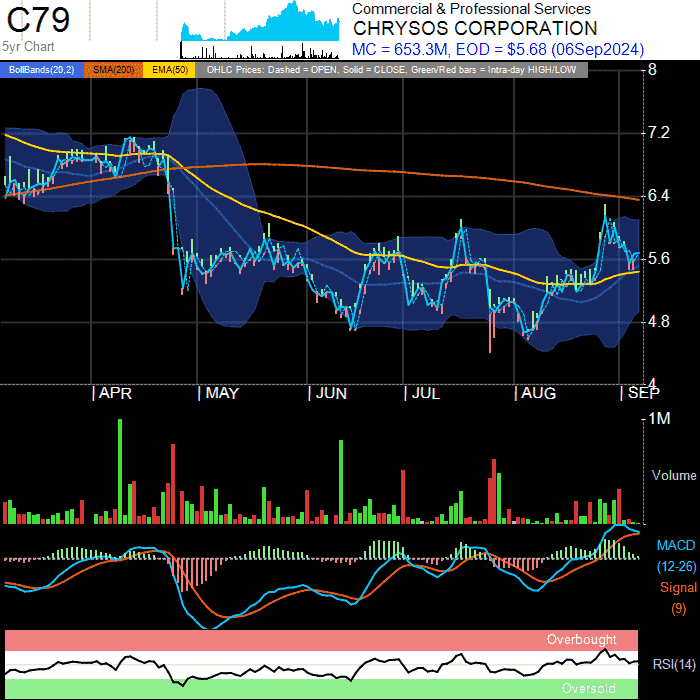 C79
5yr Chart
Commercial & Professional Services
CHRYSOS CORPORATION
MC = 653.3M, EOD = $5.68 (06Sep2024)
BollBands(20,2) SMA(200) EMA(50) OHLC Prices: Dashed = OPEN, Solid = CLOSE, Green/Red bars = Intra-day HIGH/LOW
8
7.2
6.4
5.6
4.8
4
| APR | MAY | JUN | JUL | AUG | SEP
1M
Volume
MACD
(12-26)
Signal
(9)
Overbought
RSI(14)
Oversold